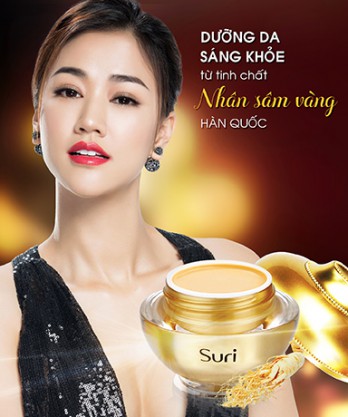 DƯỠNG DA
SÁNG KHỎE
từ tinh chất
Nhân sâm vàng
HÀN QUỐC
Suri